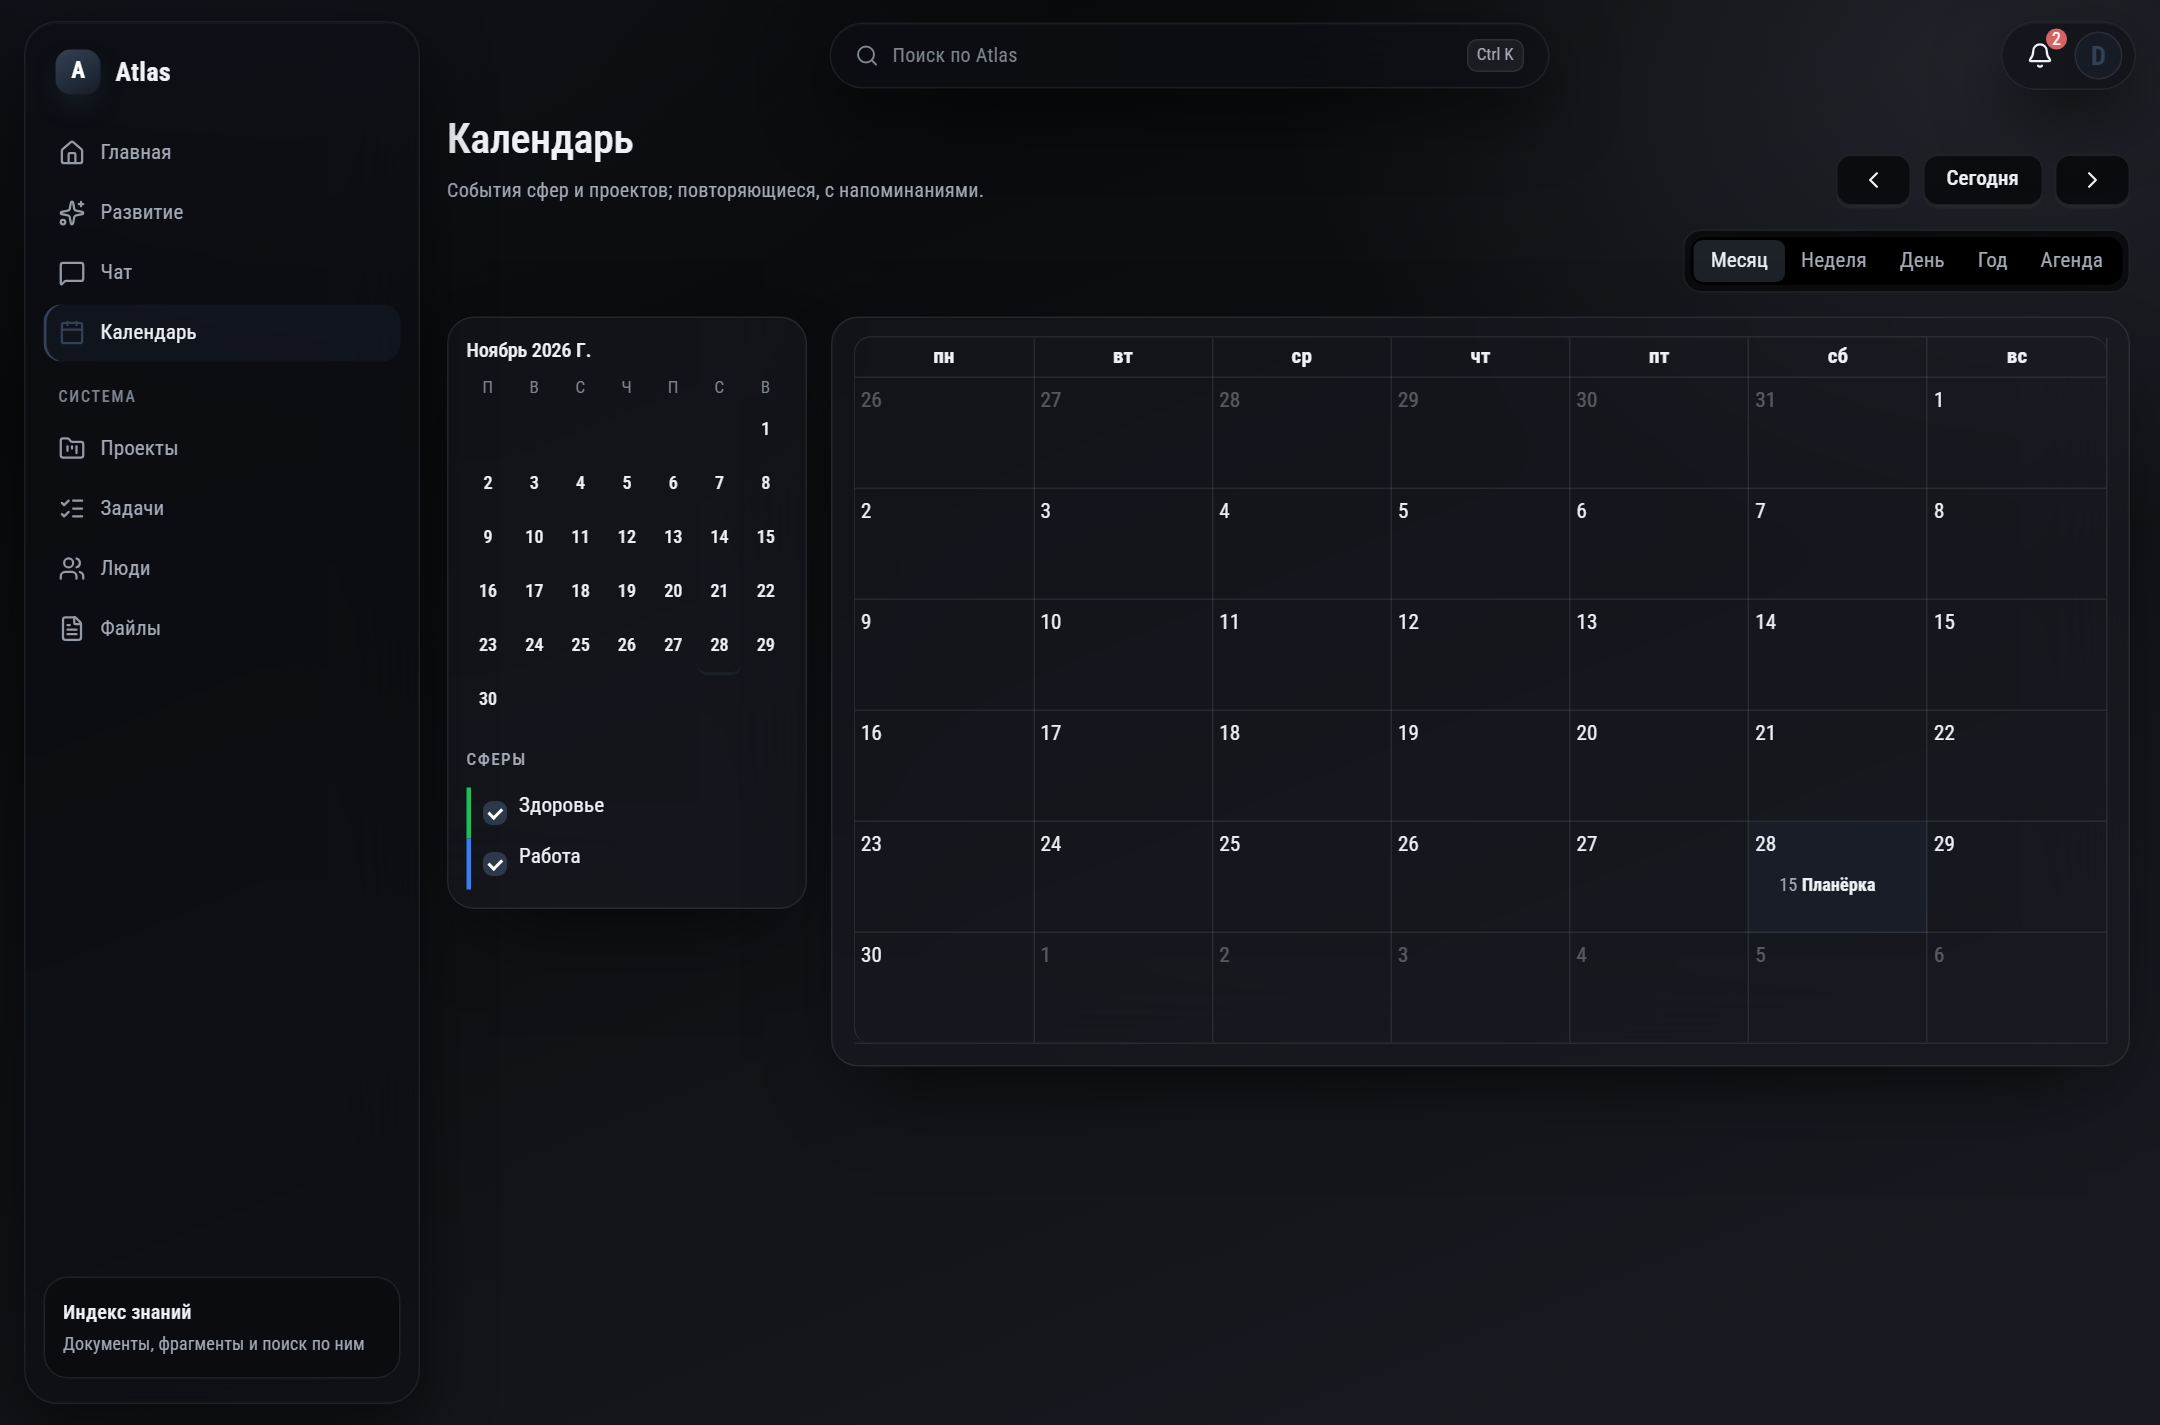 A Atlas
Поиск по Atlas Ctrl K
2
D
Главная
Развитие
Чат
Календарь
СИСТЕМА
Проекты
Задачи
Люди
Файлы
Индекс знаний
Документы, фрагменты и поиск по ним
Календарь
События сфер и проектов; повторяющиеся, с напоминаниями.
Сегодня
Месяц Неделя День Год Агенда
Ноябрь 2026 Г.
П В С Ч П С В
1
2 3 4 5 6 7 8
9 10 11 12 13 14 15
16 17 18 19 20 21 22
23 24 25 26 27 28 29
30
СФЕРЫ
Здоровье
Работа
пн вт ср чт пт сб вс
26 27 28 29 30 31 1
2 3 4 5 6 7 8
9 10 11 12 13 14 15
16 17 18 19 20 21 22
23 24 25 26 27 28 29
15 Планёрка
30 1 2 3 4 5 6